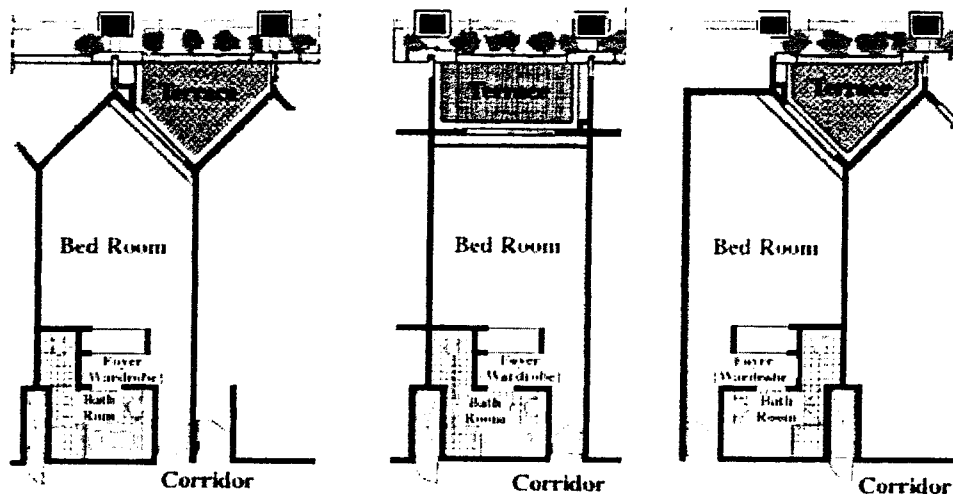 Terrace
Bed Room
Foyer
(Wardrobe)
Bath
Room
Corridor
Terrace
Bed Room
Foyer
Wardrobe)
Bath
Room
Corridor
Terrace
Bed Room
Foyer
(Wardrobe
Bath
Room
Corridor